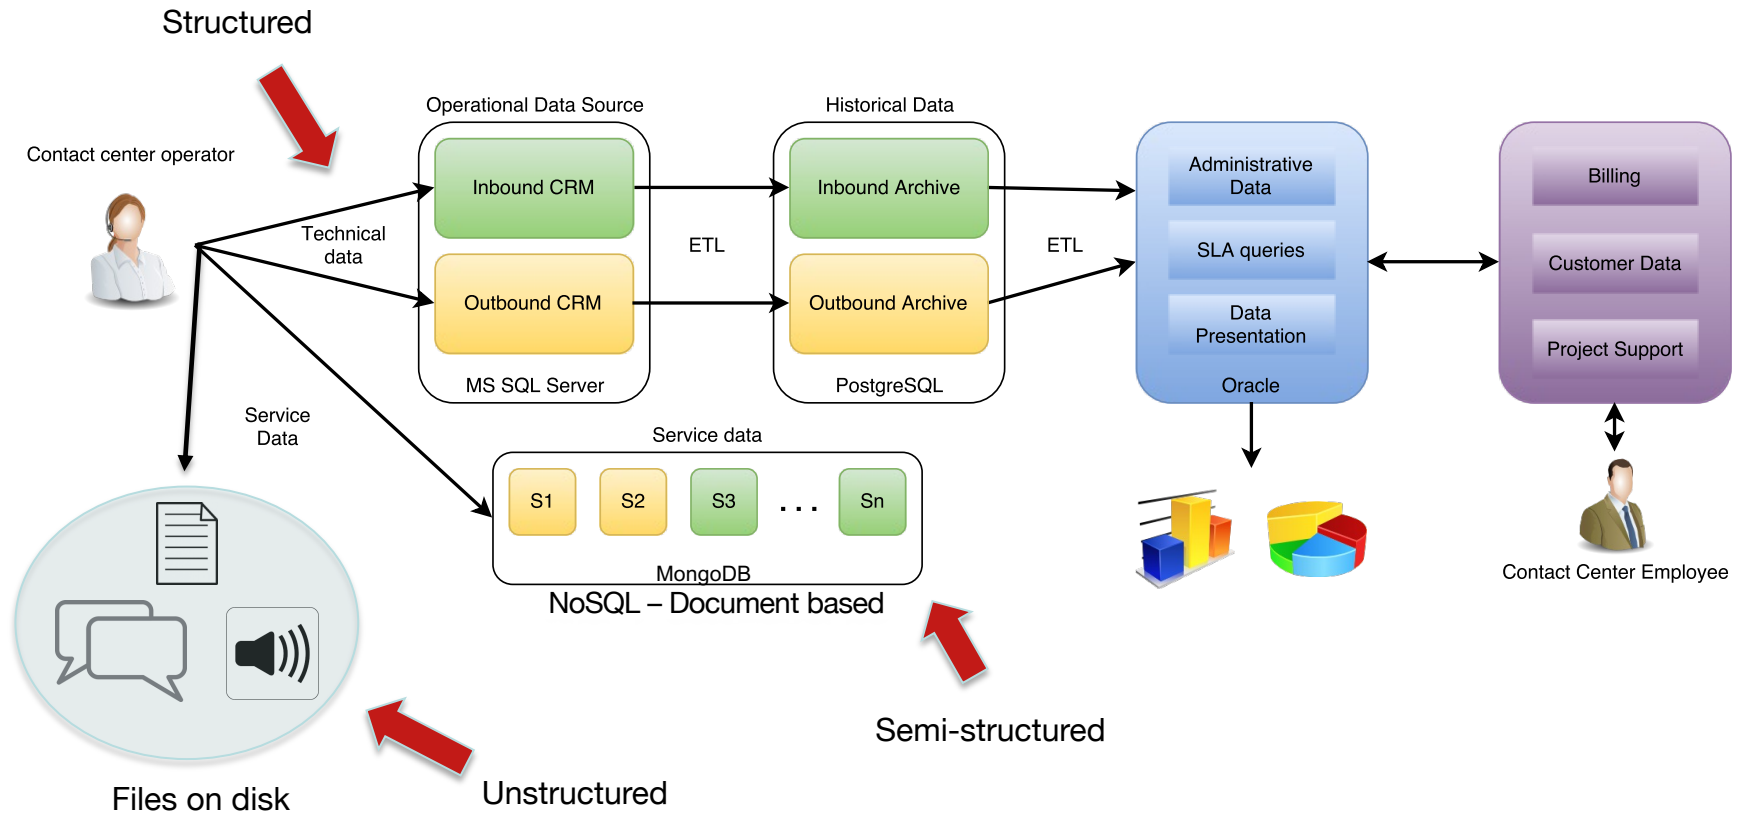 Structured
Operational Data Source
Historical Data
Contact center operator
Inbound CRM
Inbound Archive
Administrative
Data
Billing
Technical
data
ETL
ETL
SLA queries
Customer Data
Outbound CRM
Outbound Archive
Data
Presentation
Project Support
MS SQL Server
PostgreSQL
Oracle
Service
Data
Service data
S1
S2
S3
. . .
Sn
MongoDB
NoSQL – Document based
Contact Center Employee
Semi-structured
Files on disk
Unstructured